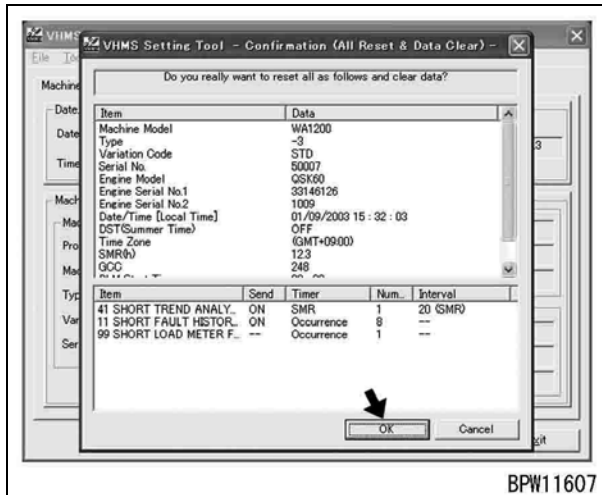 VHMS
VHMS Setting Tool - Confirmation (All Reset & Data Clear) -
File To
Machine
Do you really want to reset all as follows and clear data?
Date
Date
Time
3
Item Data
Machine Model WA1200
Type -3
Variation Code STD
Serial No. 50007
Engine Model QSK60
Engine Serial No.1 33146126
Engine Serial No.2 1009
Date/Time [Local Time] 01/09/2003 15 : 32 : 03
DST(Summer Time) OFF
Time Zone (GMT+09:00)
SMR(h) 12.3
GCC 248
Mach
Mac
Pro
Mac
Typ
Var
Ser
Item Send Timer Num... Interval
41 SHORT TREND ANALY... ON SMR 1 20 (SMR)
11 SHORT FAULT HISTOR... ON Occurrence 8 --
99 SHORT LOAD METER F... -- Occurrence 1 --
OK Cancel
xit
BPW11607